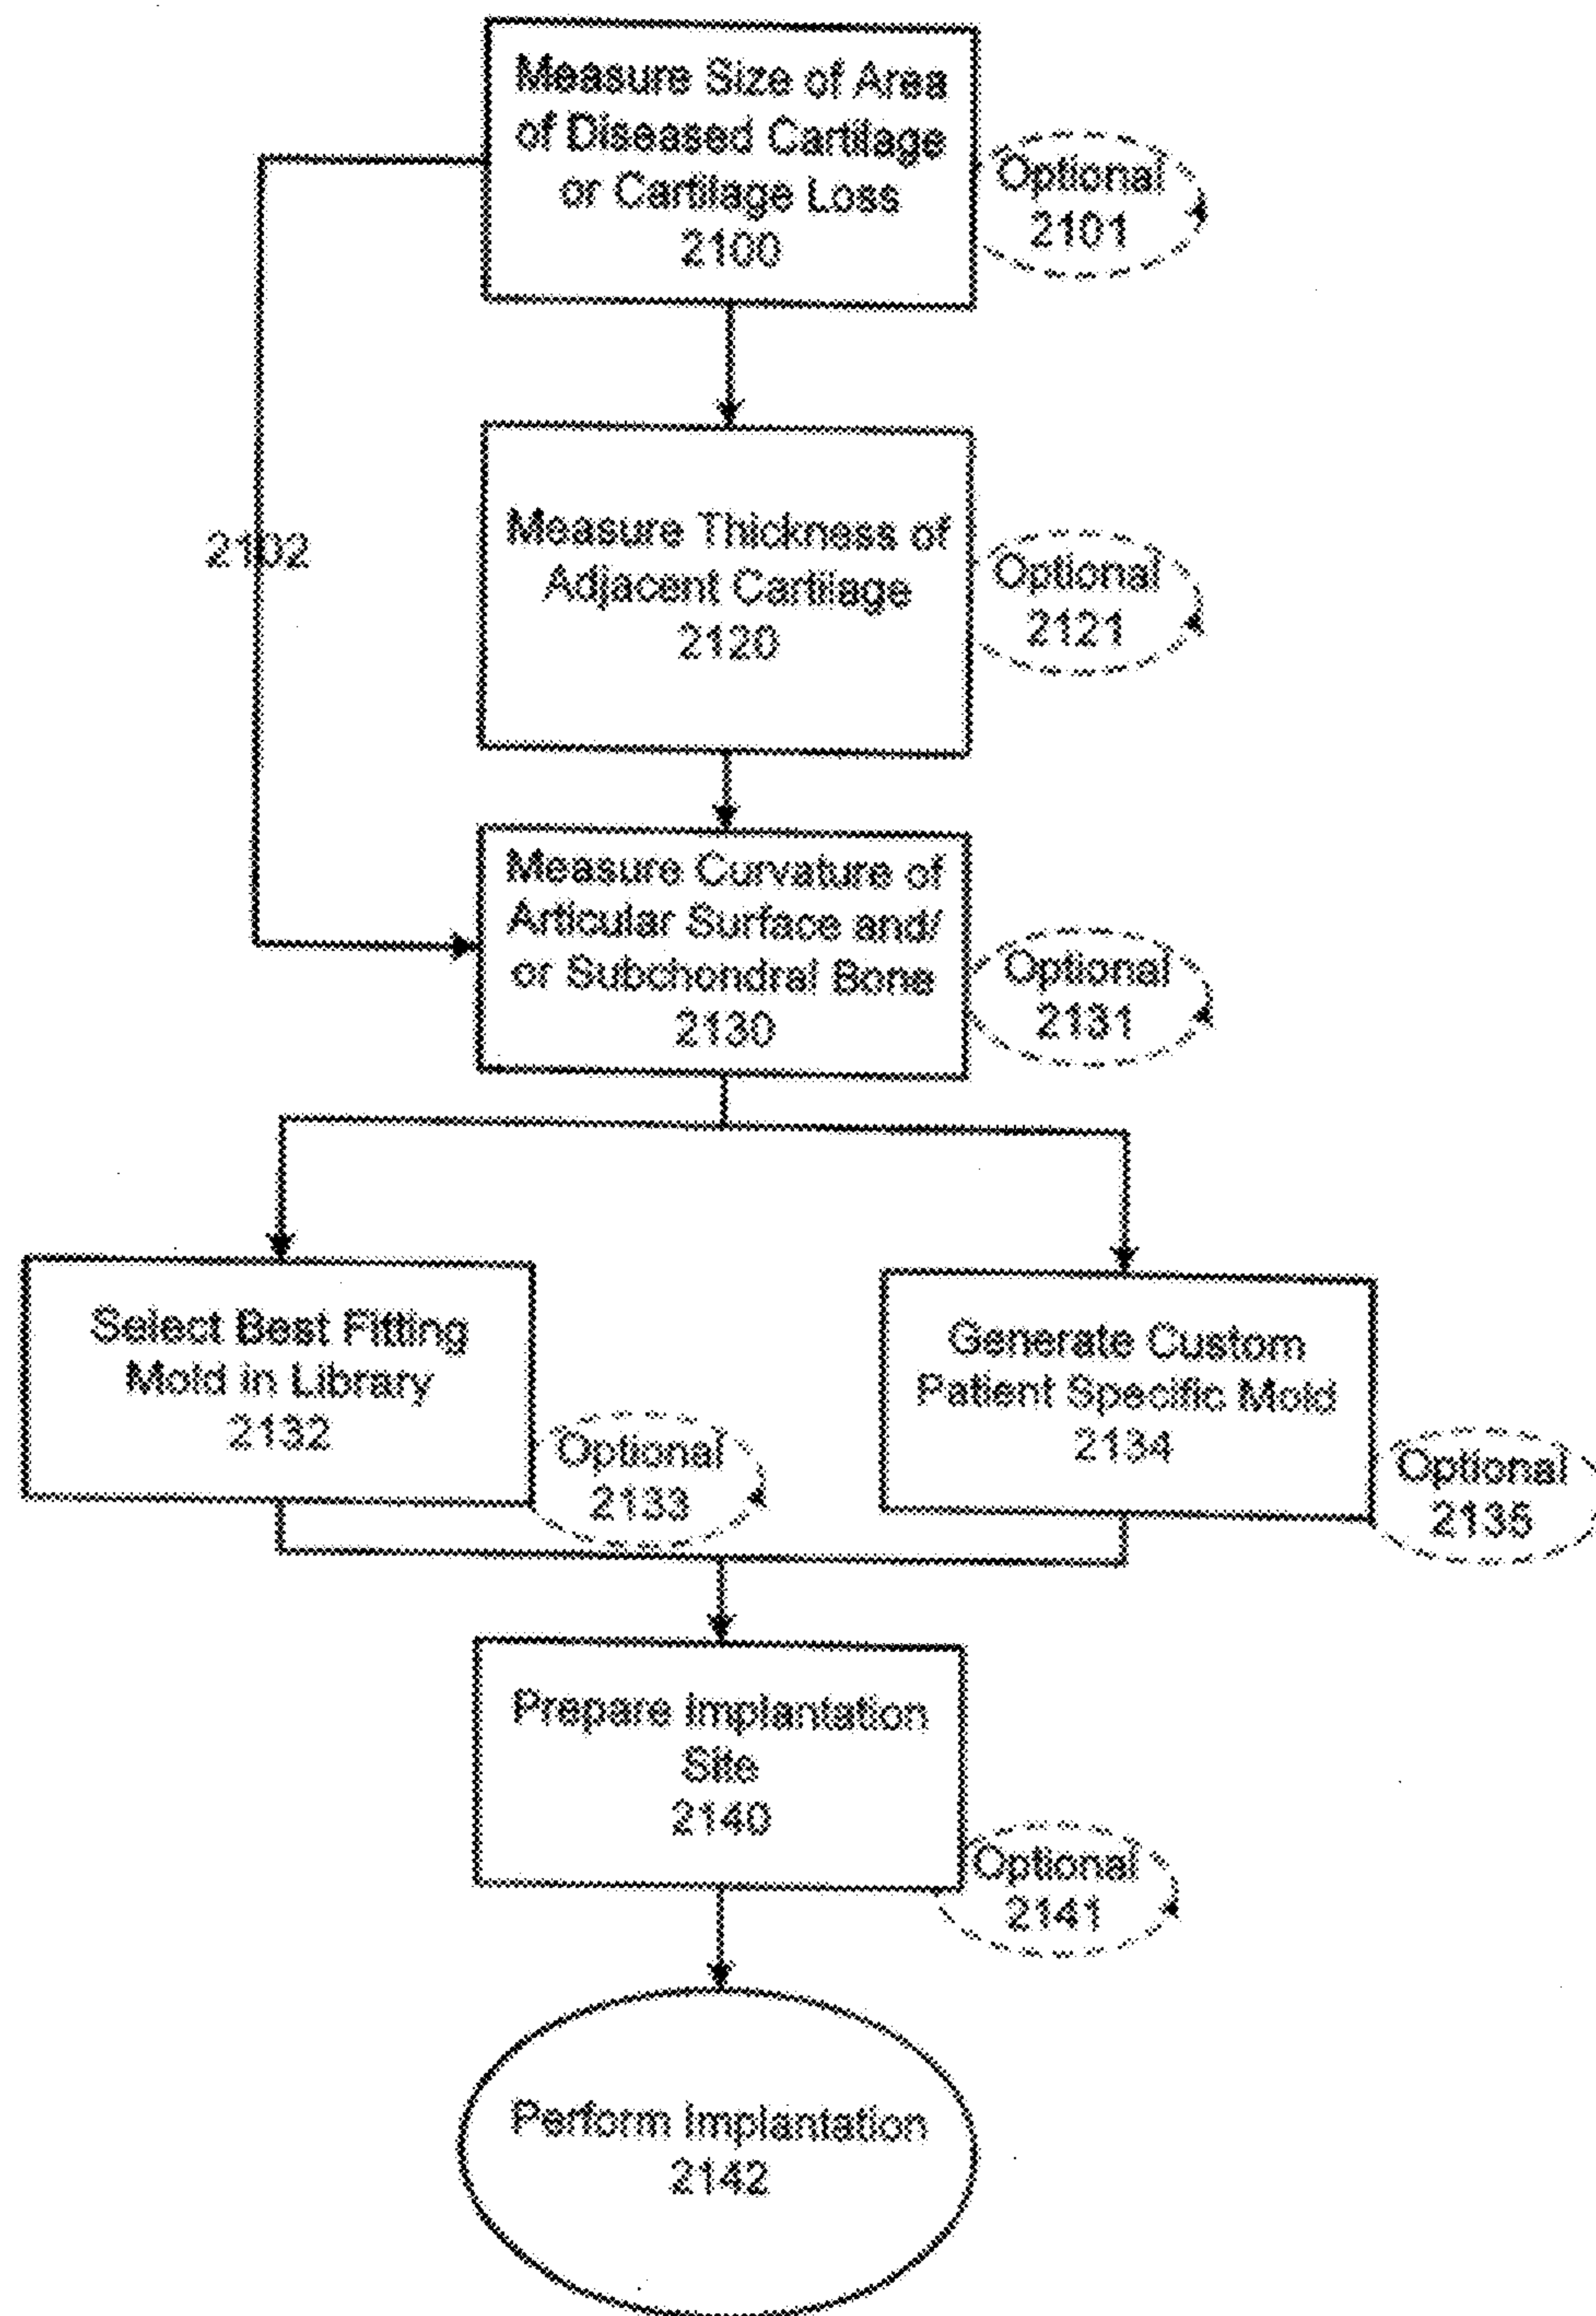 Measure Size of Area
of Diseased Cartilage
or Cartilage Loss
2100
Optional
2101
2102
Measure Thickness of
Adjacent Cartilage
2120
Optional
2121
Measure Curvature of
Articular Surface and/
or Subchondral Bone
2130
Optional
2131
Select Best Fitting
Mold in Library
2132
Optional
2133
Generate Custom
Patient Specific Mold
2134
Optional
2135
Prepare Implantation
Site
2140
Optional
2141
Perform Implantation
2142